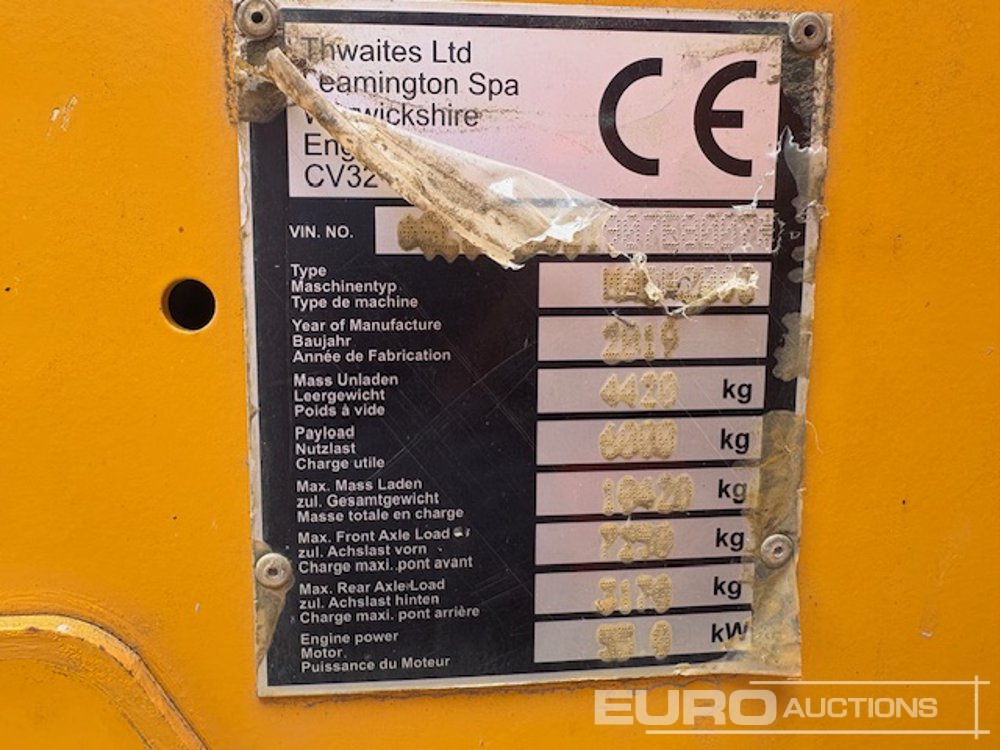 Thwaites Ltd
Leamington Spa
Warwickshire
CV32
CE
VIN. NO.
Type
Maschinentyp
Type de machine
Year of Manufacture
Baujahr 2019
Année de Fabrication
Mass Unladen
Leergewicht 4420 kg
Poids à vide
Payload
Nutzlast 6000 kg
Charge utile
Max. Mass Laden
zul. Gesamtgewicht 10420 kg
Masse totale en charge
Max. Front Axle Load
zul. Achslast vorn kg
Charge maxi. pont avant
Max. Rear Axle Load
zul. Achslast hinten kg
Charge maxi. pont arrière
Engine power
Motor kW
Puissance du Moteur
EURO AUCTIONS